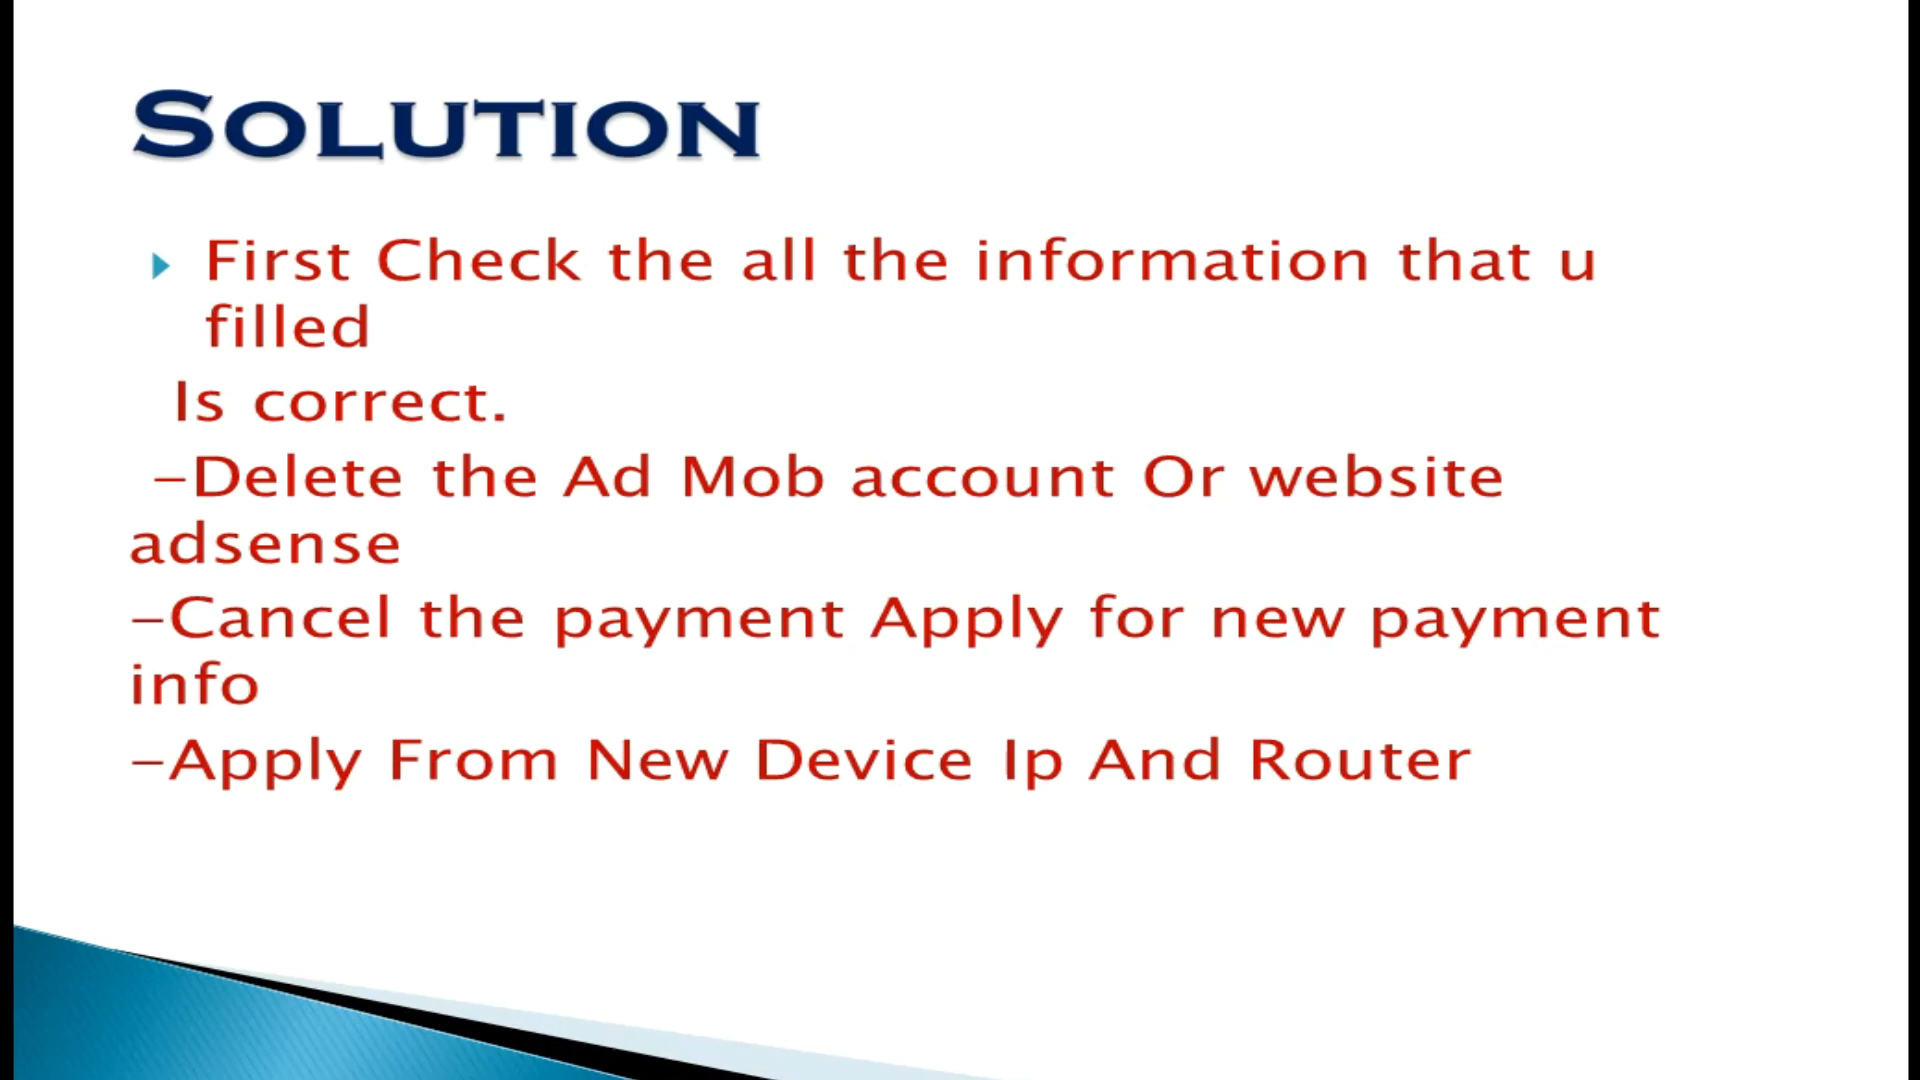 SOLUTION
First Check the all the information that u
filled
Is correct.
–Delete the Ad Mob account Or website
adsense
–Cancel the payment Apply for new payment
info
–Apply From New Device Ip And Router